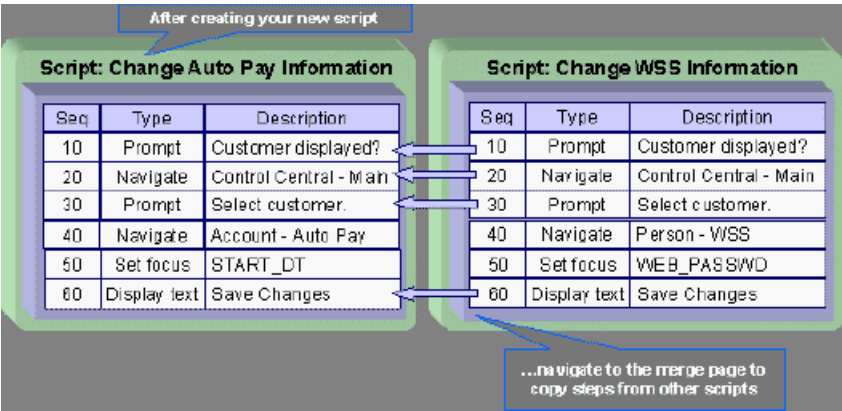 After creating your new script
Script: Change Auto Pay Information
Seq Type Description
10 Prompt Customer displayed?
20 Navigate Control Central - Main
30 Prompt Select customer.
40 Navigate Account - Auto Pay
50 Set focus START_DT
60 Display text Save Changes
Script: Change WSS Information
Seq Type Description
10 Prompt Customer displayed?
20 Navigate Control Central - Main
30 Prompt Select customer.
40 Navigate Person - WSS
50 Set focus WEB_PASSWD
60 Display text Save Changes
...navigate to the merge page to
copy steps from other scripts